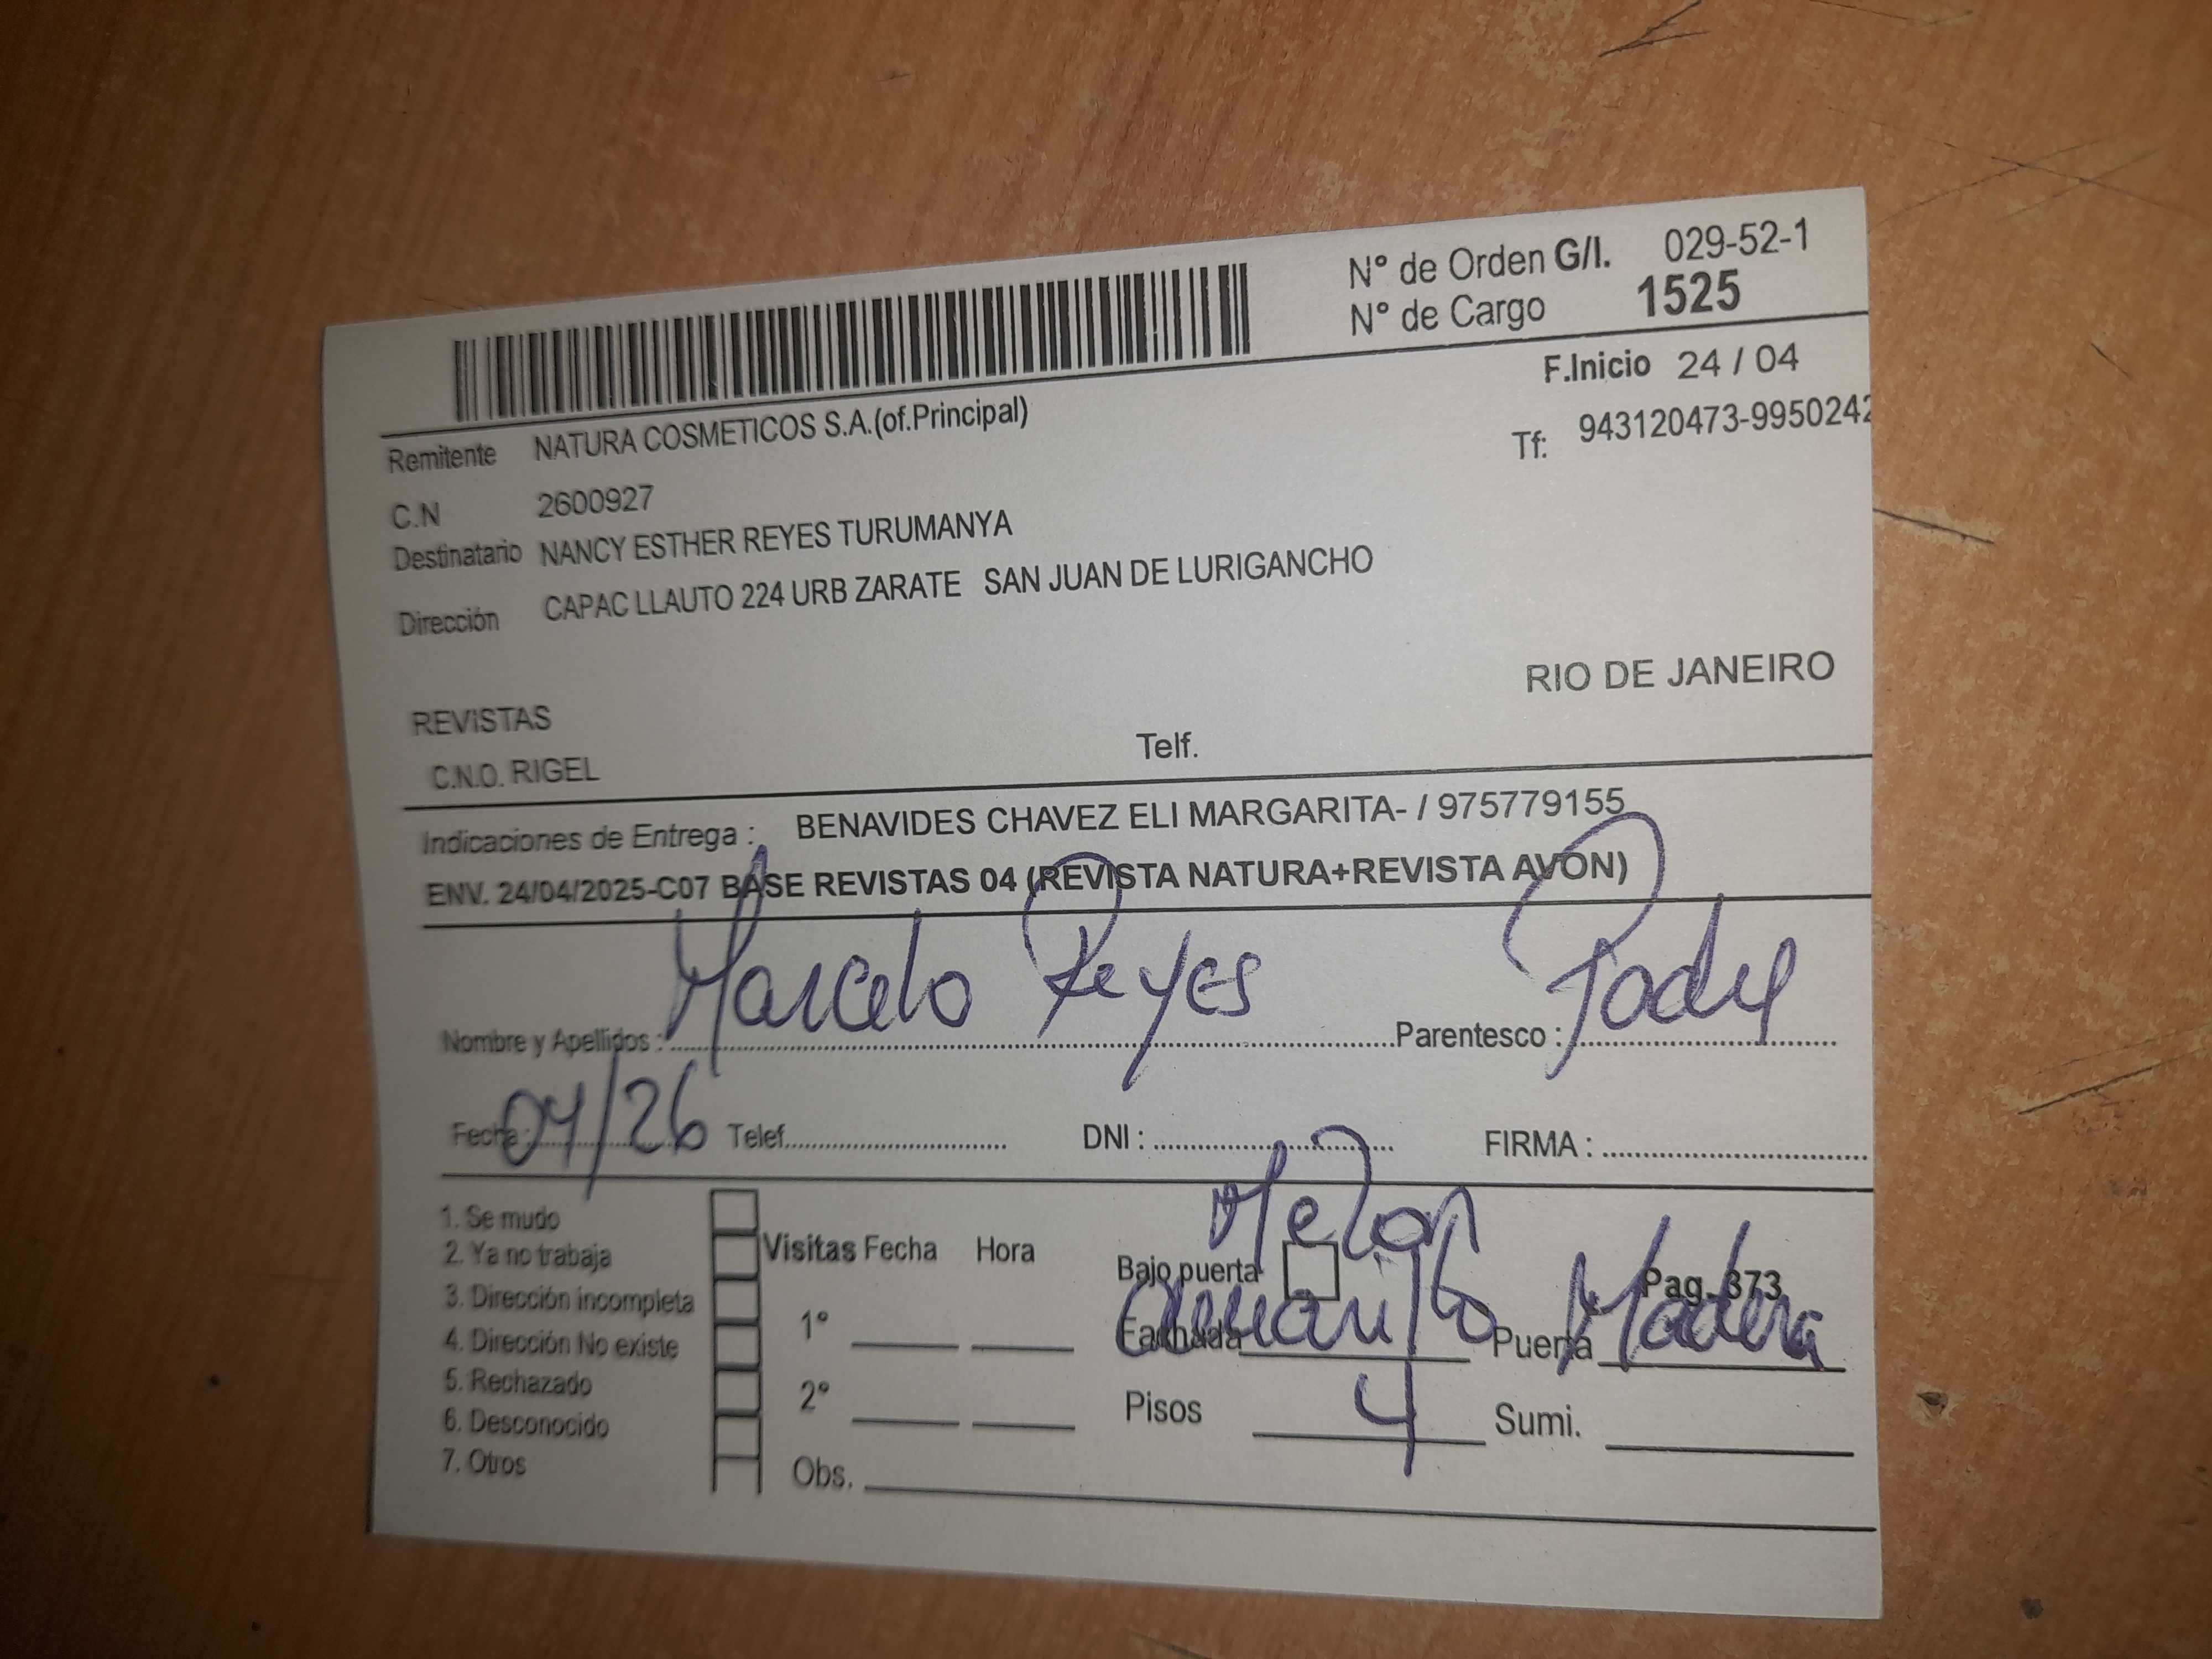 N° de Orden G/I. 029-52-1
N° de Cargo 1525
F.Inicio 24 / 04
Remitente NATURA COSMETICOS S.A.(of.Principal)
Tf: 943120473-9950242
C.N 2600927
Destinatario NANCY ESTHER REYES TURUMANYA
Dirección CAPAC LLAUTO 224 URB ZARATE SAN JUAN DE LURIGANCHO
RIO DE JANEIRO
REVISTAS
C.N.O. RIGEL Telf.
Indicaciones de Entrega : BENAVIDES CHAVEZ ELI MARGARITA- / 975779155
ENV. 24/04/2025-C07 BASE REVISTAS 04 (REVISTA NATURA+REVISTA AVON)
Nombre y Apellidos : Marcelo Reyes Parentesco :
Fecha : 04/26 Telef. DNI : FIRMA :
1. Se mudo
2. Ya no trabaja
3. Dirección incompleta
4. Dirección No existe
5. Rechazado
6. Desconocido
7. Otros
Visitas Fecha Hora
1°
2°
Obs.
Melon
Bajo puerta Pag. 373
Fachada amarillo Puerta Madera
Pisos 4 Sumi.